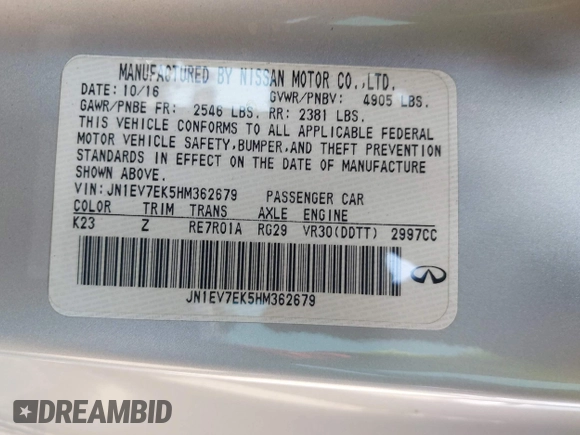 MANUFACTURED BY NISSAN MOTOR CO.,LTD.
DATE: 10/16 GVWR/PNBV: 4905 LBS.
GAWR/PNBE FR: 2546 LBS. RR: 2381 LBS.
THIS VEHICLE CONFORMS TO ALL APPLICABLE FEDERAL
MOTOR VEHICLE SAFETY, BUMPER, AND THEFT PREVENTION
STANDARDS IN EFFECT ON THE DATE OF MANUFACTURE
SHOWN ABOVE.
VIN: JN1EV7EK5HM362679 PASSENGER CAR
COLOR TRIM TRANS AXLE ENGINE
K23 Z RE7R01A RG29 VR30(DDTT) 2997CC
JN1EV7EK5HM362679
DREAMBID